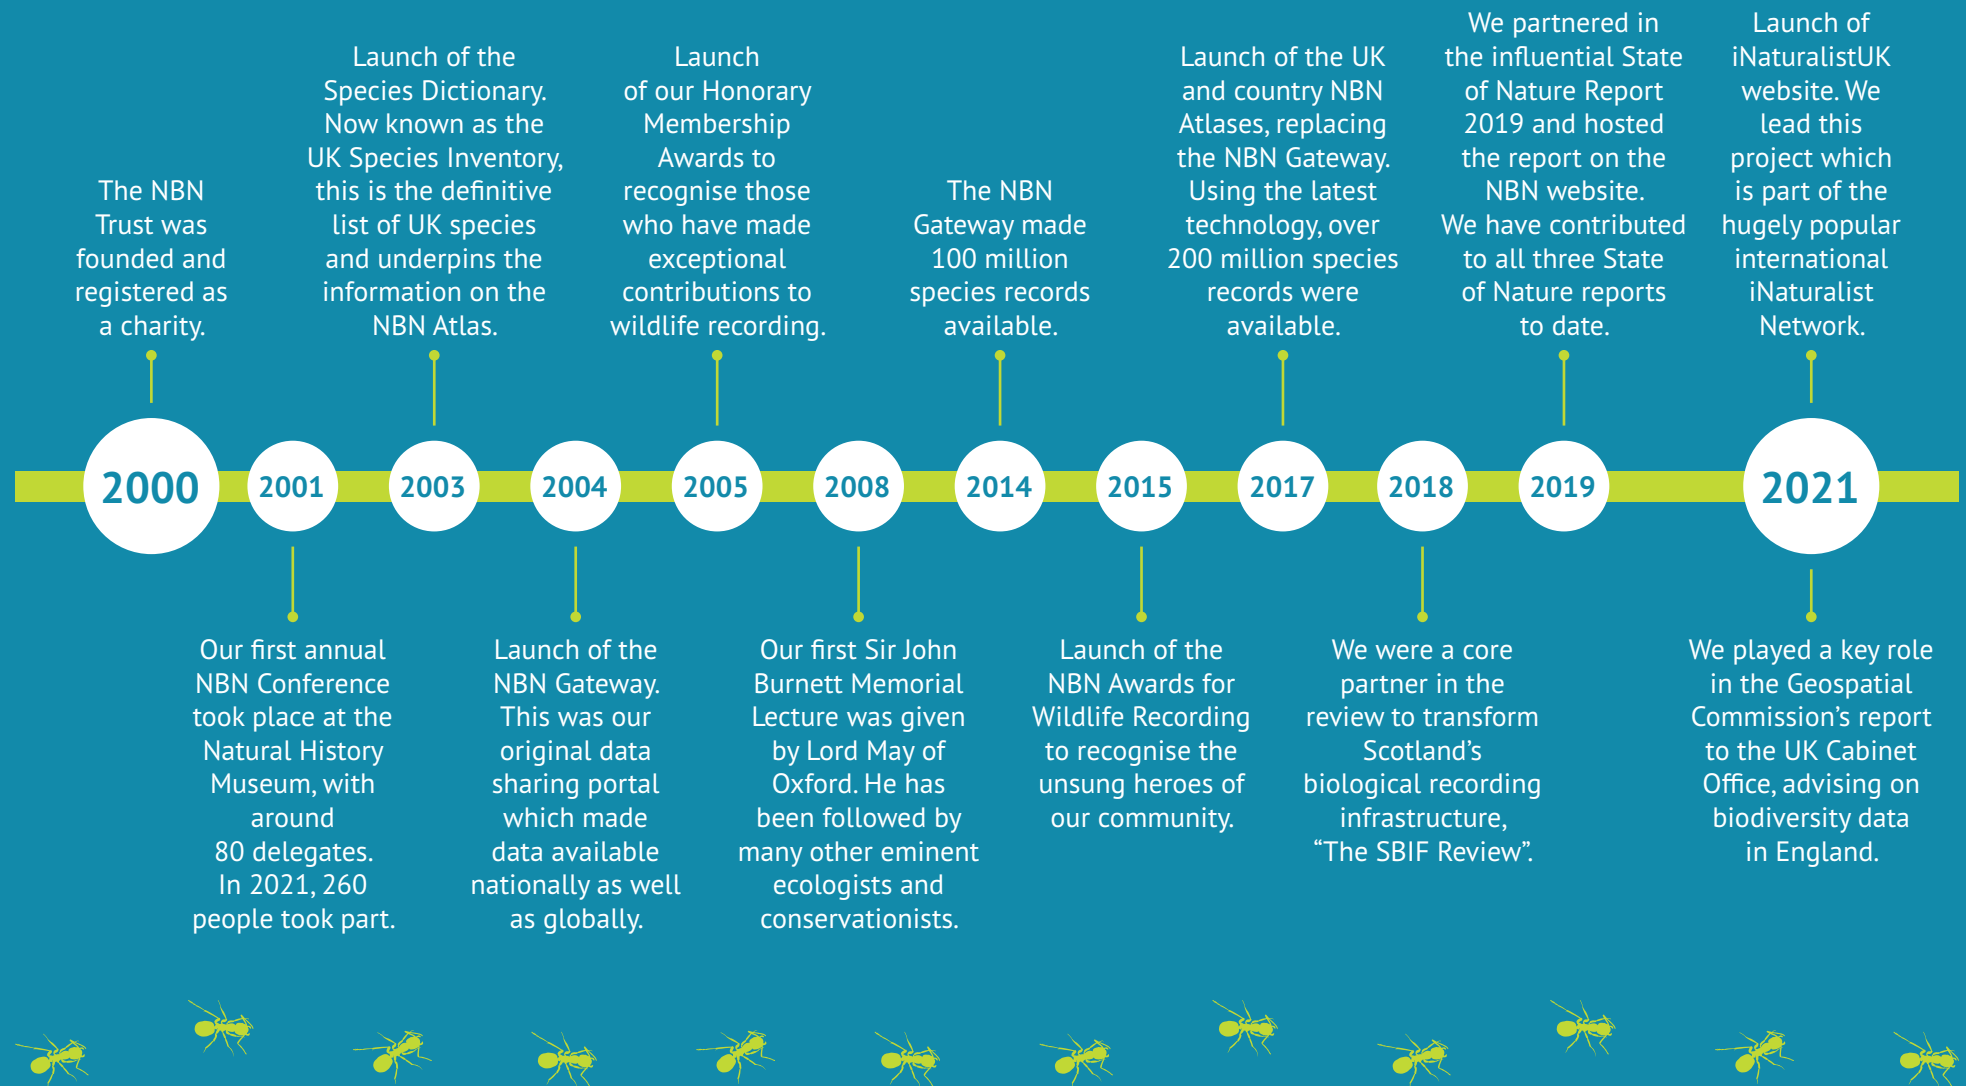 The NBN
Trust was
founded and
registered as
a charity.
Launch of the
Species Dictionary.
Now known as the
UK Species Inventory,
this is the definitive
list of UK species
and underpins the
information on the
NBN Atlas.
Launch
of our Honorary
Membership
Awards to
recognise those
who have made
exceptional
contributions to
wildlife recording.
The NBN
Gateway made
100 million
species records
available.
Launch of the UK
and country NBN
Atlases, replacing
the NBN Gateway.
Using the latest
technology, over
200 million species
records were
available.
We partnered in
the influential State
of Nature Report
2019 and hosted
the report on the
NBN website.
We have contributed
to all three State
of Nature reports
to date.
Launch of
iNaturalistUK
website. We
lead this
project which
is part of the
hugely popular
international
iNaturalist
Network.
2000
2001
2003
2004
2005
2008
2014
2015
2017
2018
2019
2021
Our first annual
NBN Conference
took place at the
Natural History
Museum, with
around
80 delegates.
In 2021, 260
people took part.
Launch of the
NBN Gateway.
This was our
original data
sharing portal
which made
data available
nationally as well
as globally.
Our first Sir John
Burnett Memorial
Lecture was given
by Lord May of
Oxford. He has
been followed by
many other eminent
ecologists and
conservationists.
Launch of the
NBN Awards for
Wildlife Recording
to recognise the
unsung heroes of
our community.
We were a core
partner in the
review to transform
Scotland’s
biological recording
infrastructure,
“The SBIF Review”.
We played a key role
in the Geospatial
Commission’s report
to the UK Cabinet
Office, advising on
biodiversity data
in England.